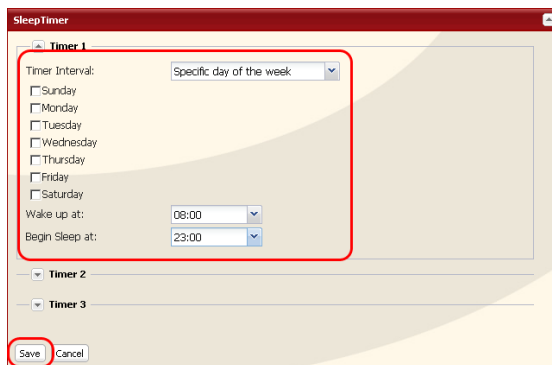 SleepTimer
Timer 1
Timer Interval: Specific day of the week
Sunday
Monday
Tuesday
Wednesday
Thursday
Friday
Saturday
Wake up at: 08:00
Begin Sleep at: 23:00
Timer 2
Timer 3
Save Cancel